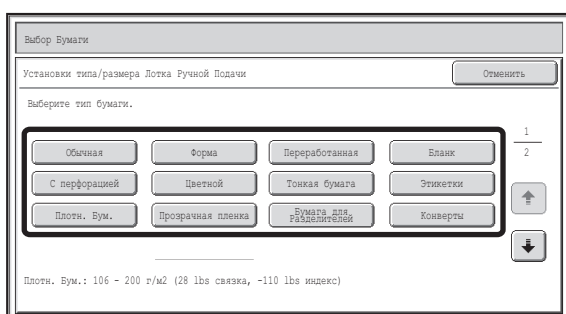 Выбор Бумаги
Установки типа/размера Лотка Ручной Подачи
Отменить
Выберите тип бумаги.
1
2
Обычная Форма Переработанная Бланк
С перфорацией Цветной Тонкая бумага Этикетки
Плотн. Бум. Прозрачная пленка Бумага для Разделителей Конверты
Плотн. Бум.: 106 - 200 г/м2 (28 lbs связка, -110 lbs индекс)